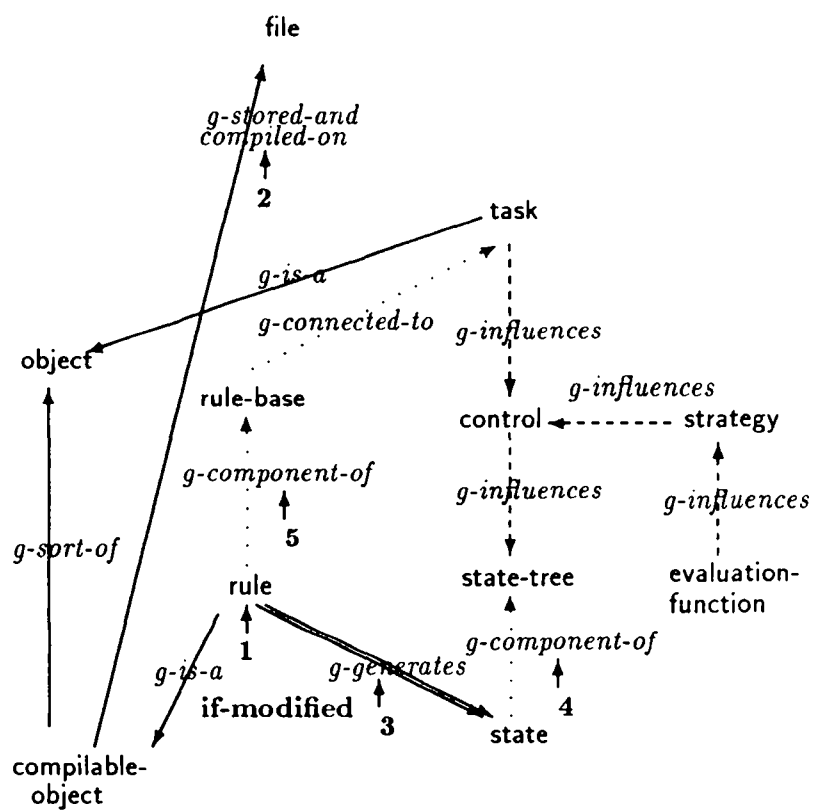 file
g-stored-and
compiled-on
2
task
g-is-a
g-connected-to
g-influences
object
rule-base
g-influences
control
strategy
g-component-of
g-influences
g-influences
5
g-sort-of
rule
state-tree
evaluation-
function
1
g-component-of
g-is-a
g-generates
if-modified
3
4
state
compilable-
object